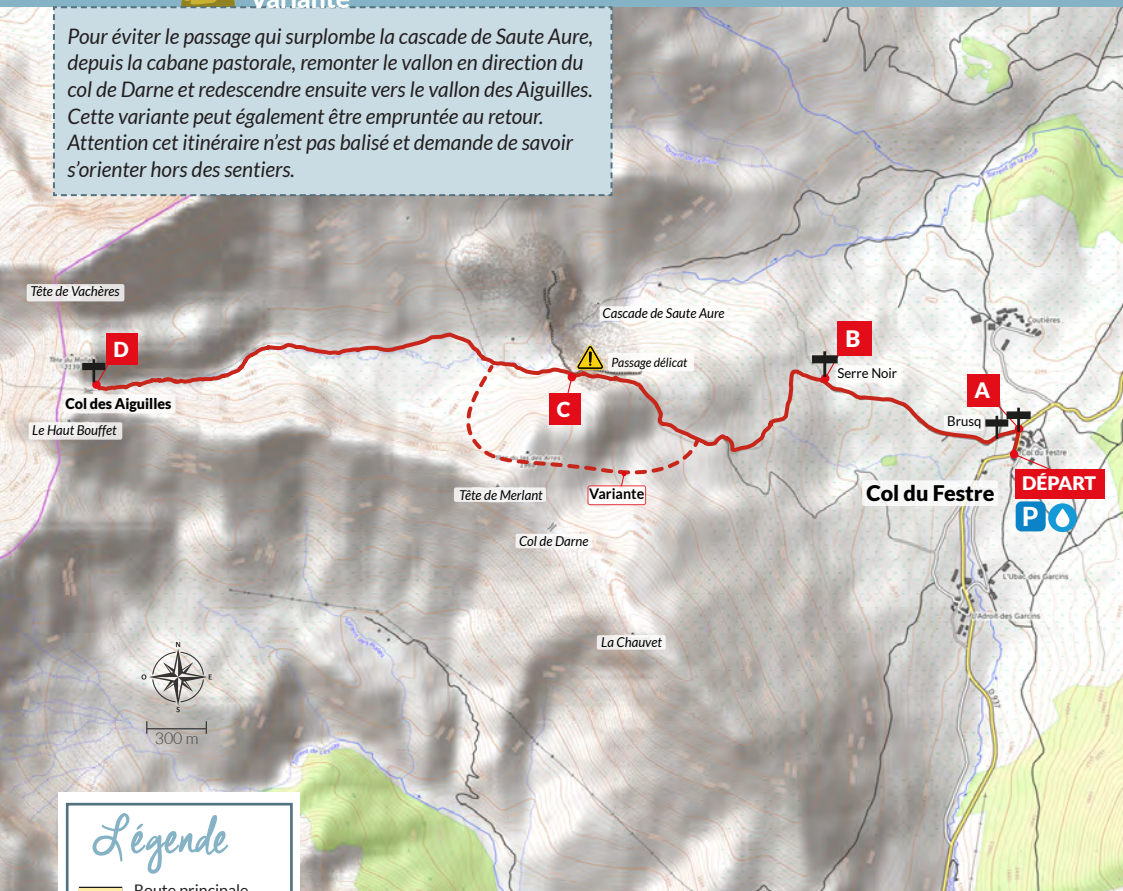 Variante
Pour éviter le passage qui surplombe la cascade de Saute Aure,
depuis la cabane pastorale, remonter le vallon en direction du
col de Darne et redescendre ensuite vers le vallon des Aiguilles.
Cette variante peut également être empruntée au retour.
Attention cet itinéraire n'est pas balisé et demande de savoir
s'orienter hors des sentiers.
Tête de Vachères
D
Col des Aiguilles
Le Haut Bouffet
Cascade de Saute Aure
Passage délicat
C
B
Serre Noir
Coutières
A
Brusq
Col du Festre
DÉPART
Col du Festre
P
Tête de Merlant
Variante
Col de Darne
L'Ubac des Garcins
L'Adroit des Garcins
La Chauvet
D 937
N
O
E
S
300 m
Légende
Route principale